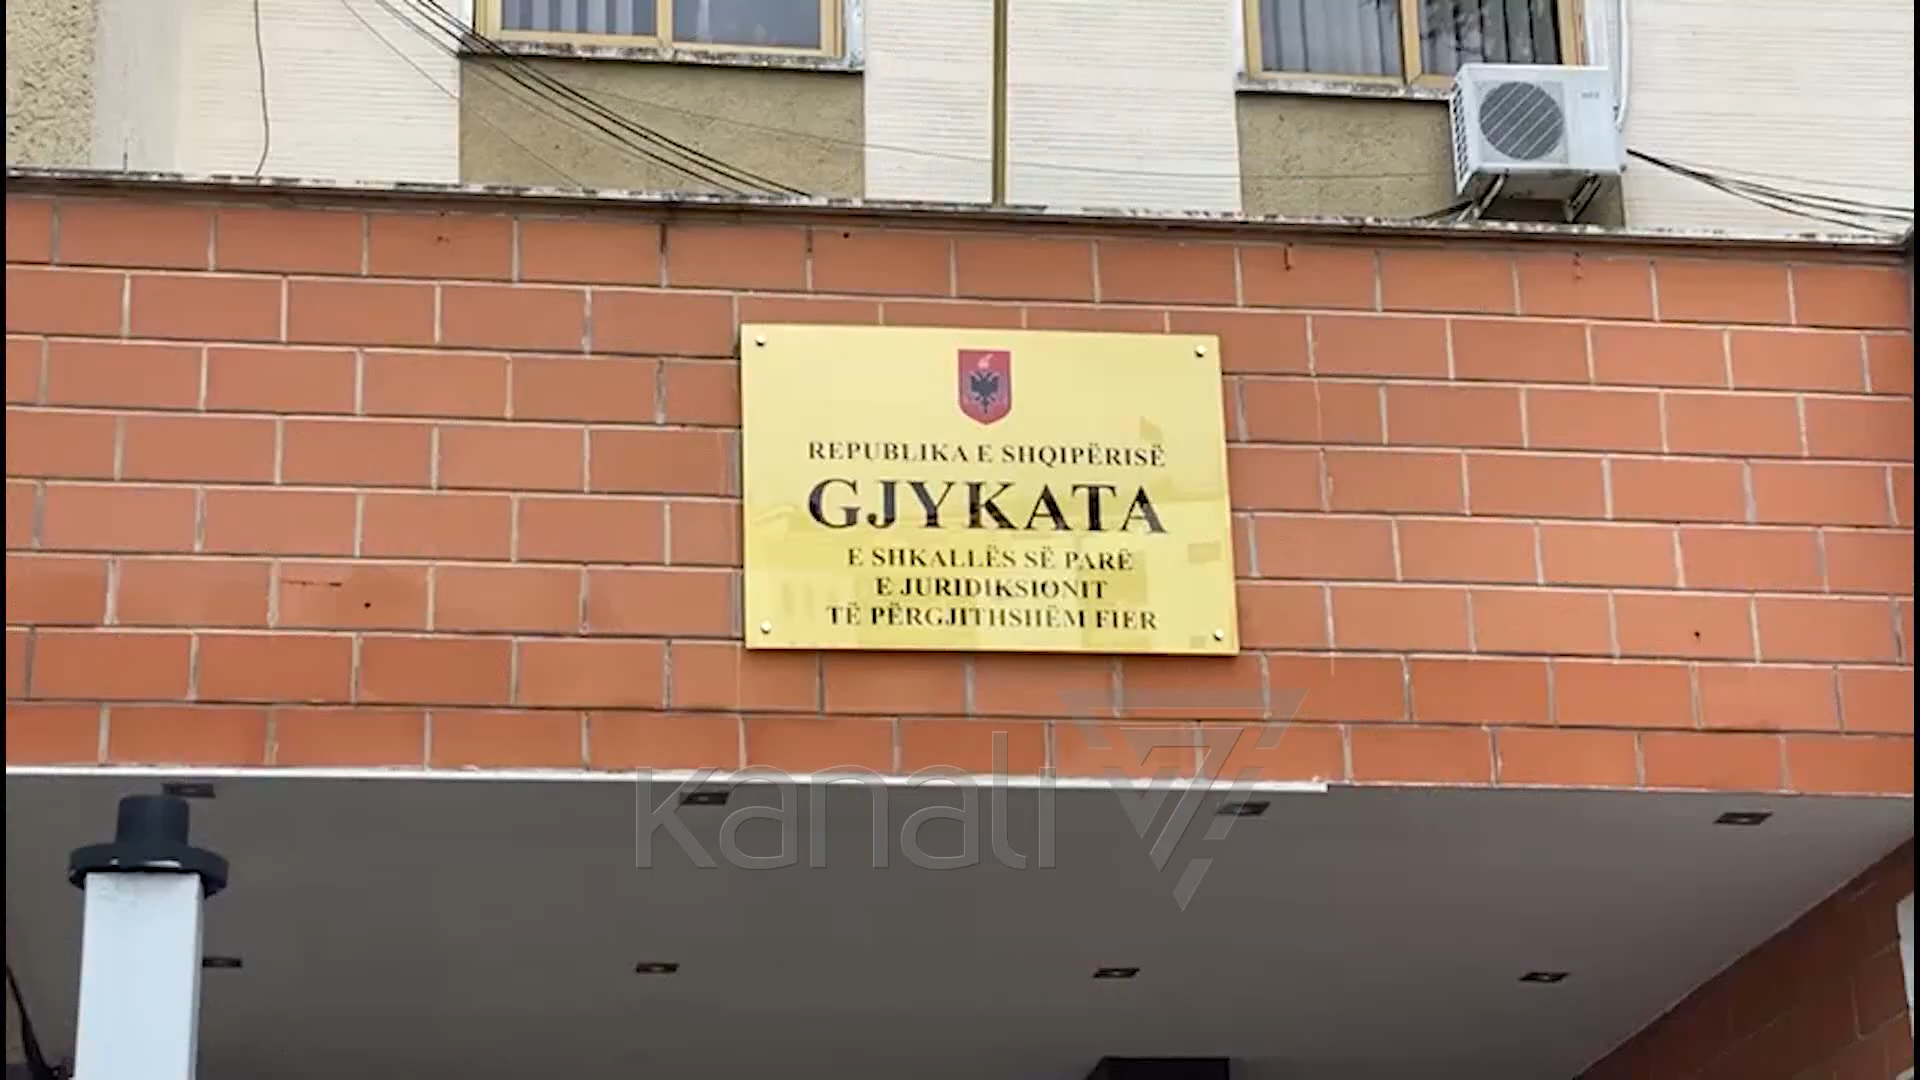 REPUBLIKA E SHQIPËRISË
GJYKATA
E SHKALLËS SË PARË
E JURIDIKSIONIT
TË PËRGJITHSHËM FIER
kanali 7